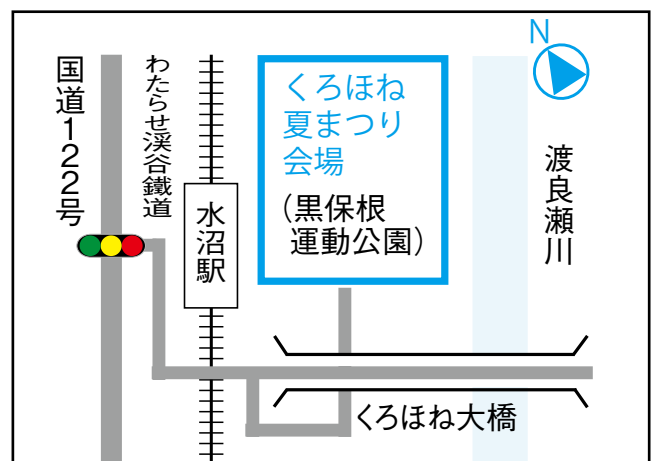 国道122号
わたらせ渓谷鐵道
水沼駅
くろほね
夏まつり
会場
(黒保根
運動公園)
N
渡良瀬川
くろほね大橋